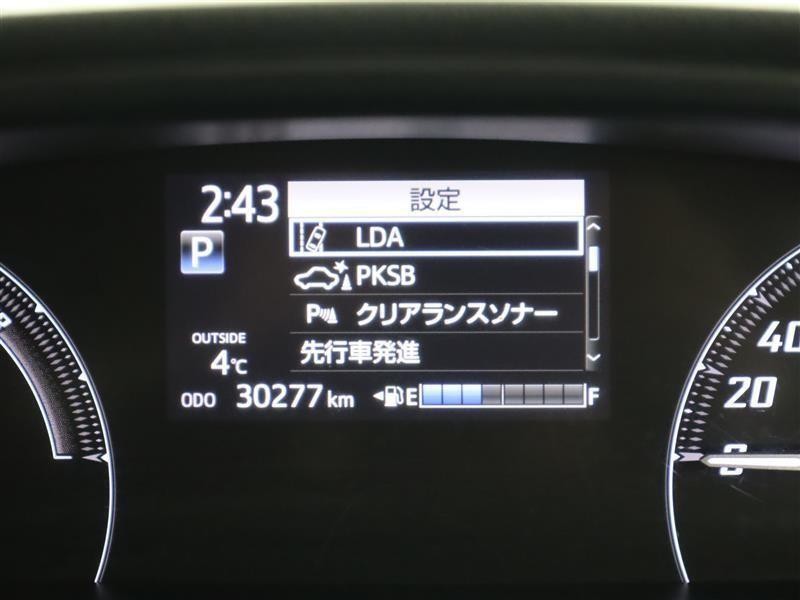 2:43
設定
LDA
P
PKSB
P クリアランスソナー
OUTSIDE
先行車発進
4℃
ODO 30277 km E F
40
20
0